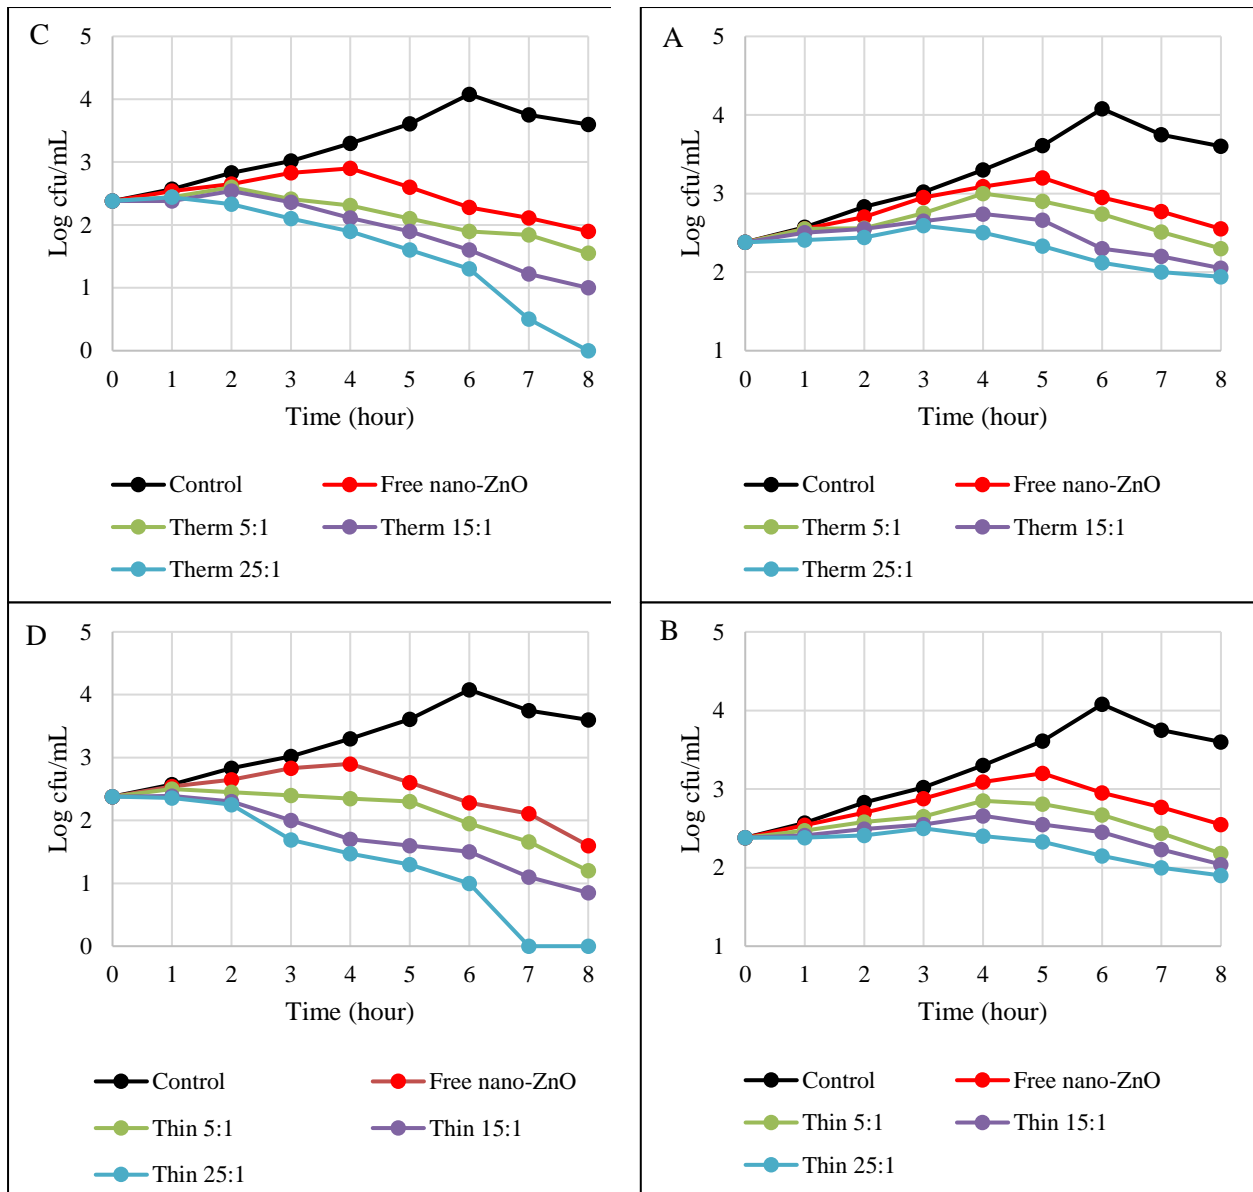 C
5
4
3
2
1
0
Log cfu/mL
0 1 2 3 4 5 6 7 8
Time (hour)
Control Free nano-ZnO
Therm 5:1 Therm 15:1
Therm 25:1
A
5
4
3
2
1
Log cfu/mL
0 1 2 3 4 5 6 7 8
Time (hour)
Control Free nano-ZnO
Therm 5:1 Therm 15:1
Therm 25:1
D
5
4
3
2
1
0
Log cfu/mL
0 1 2 3 4 5 6 7 8
Time (hour)
Control Free nano-ZnO
Thin 5:1 Thin 15:1
Thin 25:1
B
5
4
3
2
1
Log cfu/mL
0 1 2 3 4 5 6 7 8
Time (hour)
Control Free nano-ZnO
Thin 5:1 Thin 15:1
Thin 25:1